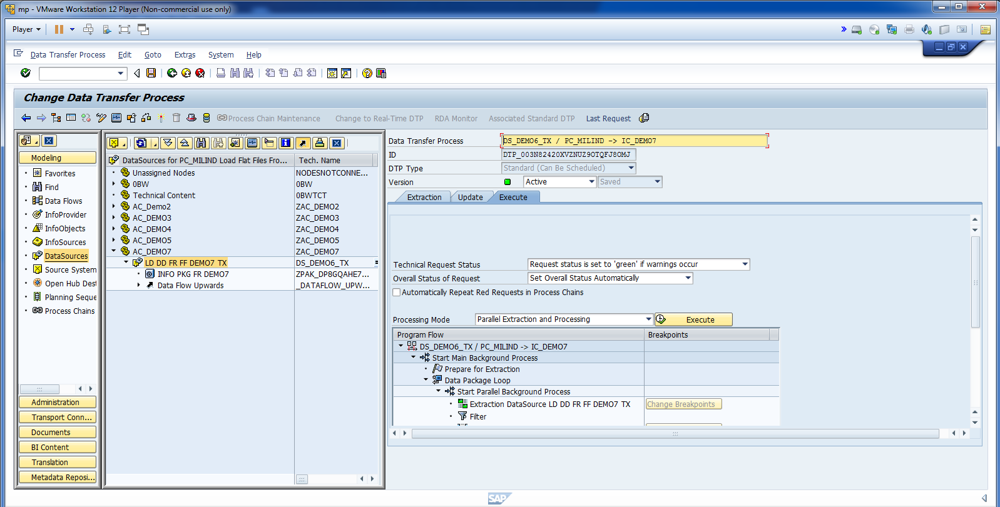 mp - VMware Workstation 12 Player (Non-commercial use only)
Player
Data Transfer Process Edit Goto Extras System Help
Change Data Transfer Process
Process Chain Maintenance Change to Real-Time DTP RDA Monitor Associated Standard DTP Last Request
Modeling
Favorites
Find
Data Flows
InfoProvider
InfoObjects
InfoSources
DataSources
Source System
Open Hub Dest
Planning Seque
Process Chains
Administration
Transport Conn...
Documents
BI Content
Translation
Metadata Reposi...
DataSources for PC_MILIND Load Flat Files Fro... Tech. Name
Unassigned Nodes NODESNOTCONNE...
0BW 0BW
Technical Content 0BWTCT
AC_Demo2 ZAC_DEMO2
AC_DEMO3 ZAC_DEMO3
AC_DEMO4 ZAC_DEMO4
AC_DEMO5 ZAC_DEMO5
AC_DEMO7 ZAC_DEMO7
LD DD FR FF DEMO7 TX DS_DEMO6_TX =
INFO PKG FR DEMO7 ZPAK_DP8GQAHE7...
Data Flow Upwards _DATAFLOW_UPW...
Data Transfer Process DS_DEMO6_TX / PC_MILIND -> IC_DEMO7
ID DTP_003N82420XVZNUZ9OTQFJ8OMJ
DTP Type Standard (Can Be Scheduled)
Version Active Saved
Extraction Update Execute
Technical Request Status Request status is set to 'green' if warnings occur
Overall Status of Request Set Overall Status Automatically
Automatically Repeat Red Requests in Process Chains
Processing Mode Parallel Extraction and Processing Execute
Program Flow Breakpoints
DS_DEMO6_TX / PC_MILIND -> IC_DEMO7
Start Main Background Process
Prepare for Extraction
Data Package Loop
Start Parallel Background Process
Extraction DataSource LD DD FR FF DEMO7 TX Change Breakpoints
Filter
SAP